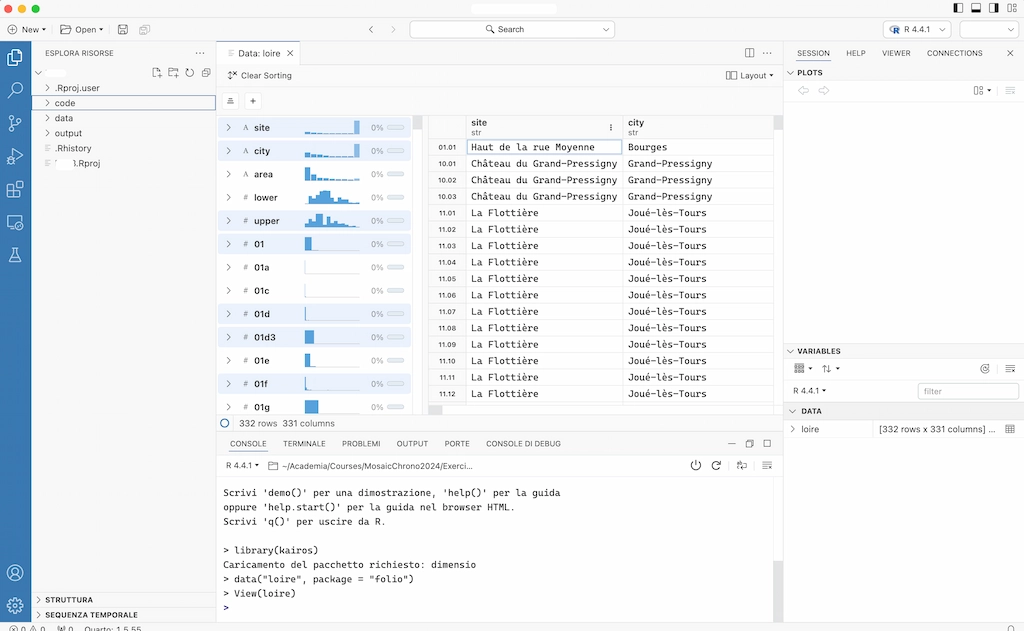 New
Open
Search
R 4.4.1
ESPLORA RISORSE
.Rproj.user
code
data
output
.Rhistory
.Rproj
STRUTTURA
SEQUENZA TEMPORALE
Data: loire
Clear Sorting
Layout
site 0%
city 0%
area 0%
lower 0%
upper 0%
01 0%
01a 0%
01c 0%
01d 0%
01d3 0%
01e 0%
01f 0%
01g 0%
site city
str str
01.01 Haut de la rue Moyenne Bourges
10.01 Château du Grand-Pressigny Grand-Pressigny
10.02 Château du Grand-Pressigny Grand-Pressigny
10.03 Château du Grand-Pressigny Grand-Pressigny
11.01 La Flottière Joué-lès-Tours
11.02 La Flottière Joué-lès-Tours
11.03 La Flottière Joué-lès-Tours
11.04 La Flottière Joué-lès-Tours
11.05 La Flottière Joué-lès-Tours
11.06 La Flottière Joué-lès-Tours
11.07 La Flottière Joué-lès-Tours
11.08 La Flottière Joué-lès-Tours
11.09 La Flottière Joué-lès-Tours
11.10 La Flottière Joué-lès-Tours
11.11 La Flottière Joué-lès-Tours
11.12 La Flottière Joué-lès-Tours
332 rows 331 columns
CONSOLE TERMINALE PROBLEMI OUTPUT PORTE CONSOLE DI DEBUG
R 4.4.1 ~/Academia/Courses/MosaicChrono2024/Exerci...
Scrivi 'demo()' per una dimostrazione, 'help()' per la guida
oppure 'help.start()' per la guida nel browser HTML.
Scrivi 'q()' per uscire da R.
> library(kairos)
Caricamento del pacchetto richiesto: dimensio
> data("loire", package = "folio")
> View(loire)
>
SESSION HELP VIEWER CONNECTIONS
PLOTS
VARIABLES
R 4.4.1 filter
DATA
loire [332 rows x 331 columns] ...
0 0 0 Quarto: 1.5.55